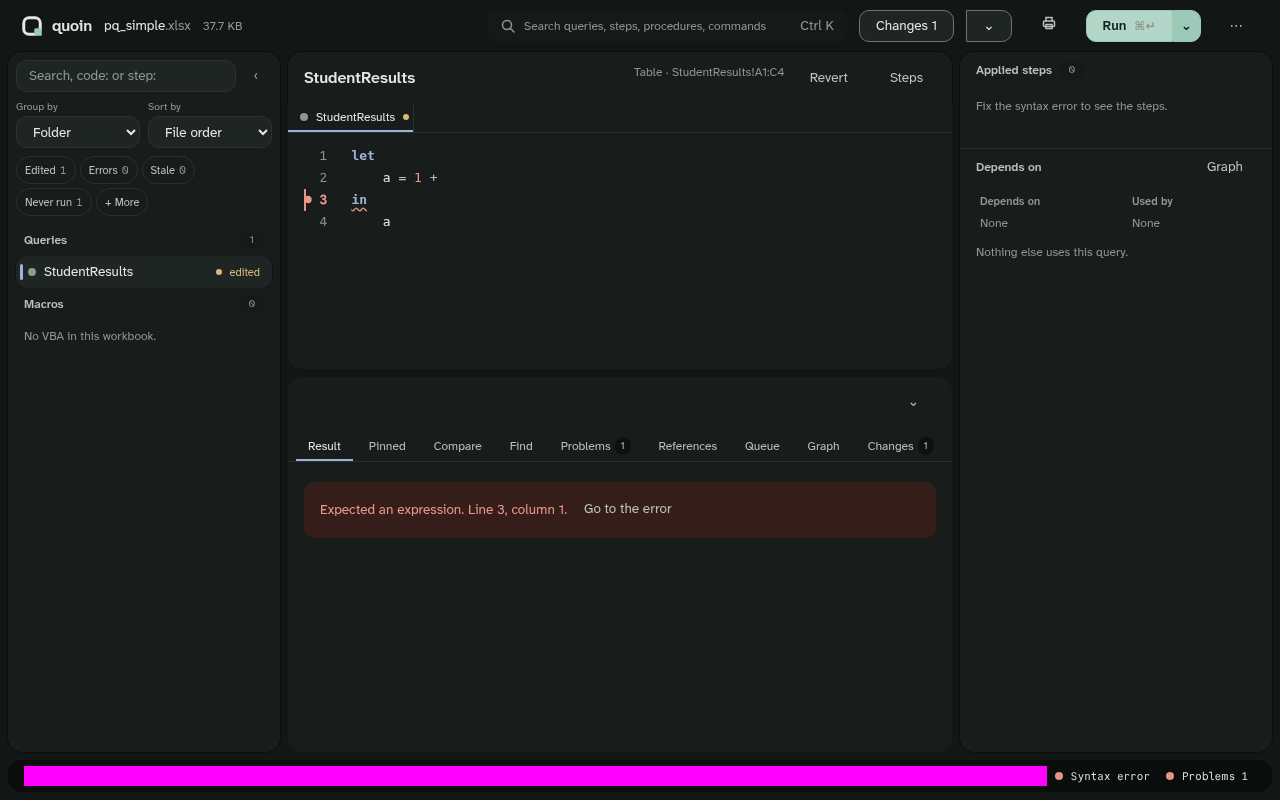 quoin pq_simple.xlsx 37.7 KB
Search queries, steps, procedures, commands Ctrl K
Changes 1
Run ⌘↵
Search, code: or step:
Group by
Sort by
Folder
File order
Edited 1
Errors 0
Stale 0
Never run 1
+ More
Queries 1
StudentResults edited
Macros 0
No VBA in this workbook.
StudentResults
Table · StudentResults!A1:C4
Revert
Steps
StudentResults
1 let
2 a = 1 +
3 in
4 a
Result
Pinned
Compare
Find
Problems 1
References
Queue
Graph
Changes 1
Expected an expression. Line 3, column 1. Go to the error
Applied steps 0
Fix the syntax error to see the steps.
Depends on
Graph
Depends on
Used by
None
None
Nothing else uses this query.
Syntax error
Problems 1